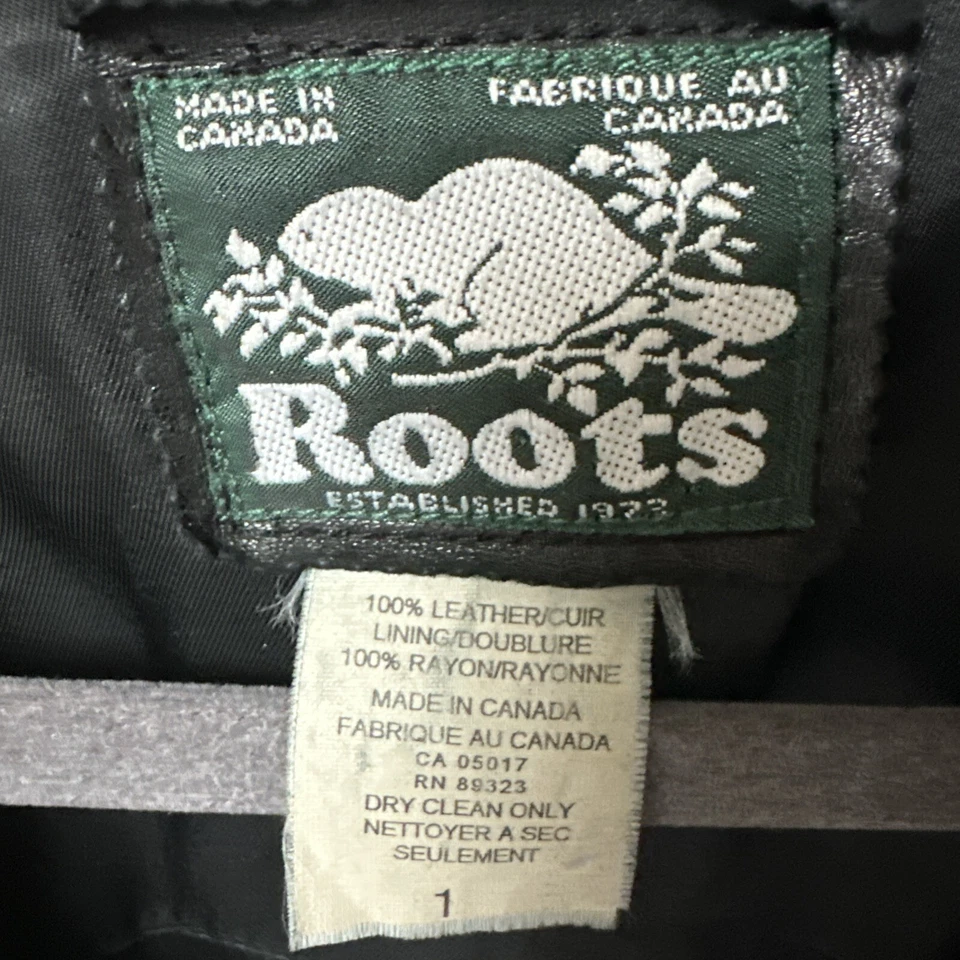 MADE IN
CANADA
FABRIQUE AU
CANADA
Roots
ESTABLISHED 1973
100% LEATHER/CUIR
LINING/DOUBLURE
100% RAYON/RAYONNE
MADE IN CANADA
FABRIQUE AU CANADA
CA 05017
RN 89323
DRY CLEAN ONLY
NETTOYER A SEC
SEULEMENT
1